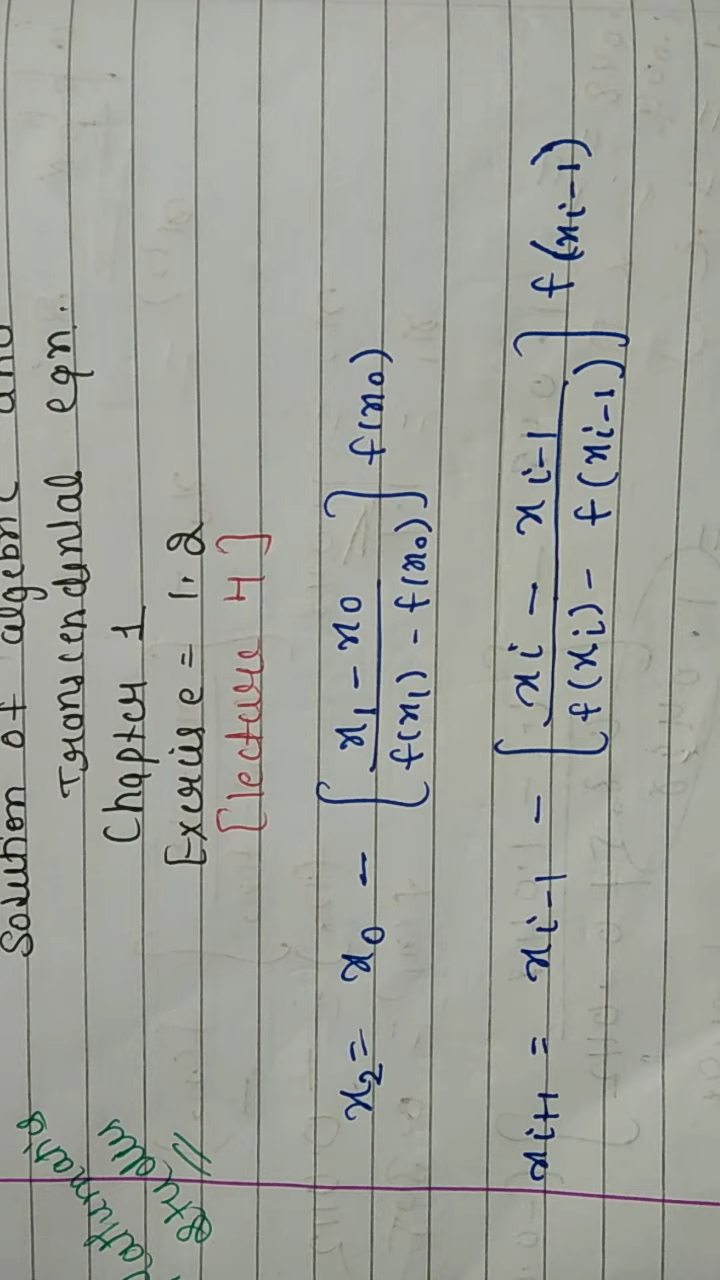 Solution of algebric and
Transcendental eqn.
Chapter 1
Exercise = 1.2
[lecture 4]
x₂ = x₀ - [x₁ - x₀ / f(x₁) - f(x₀)] f(x₀)
xᵢ₊₁ = xᵢ₋₁ - [xᵢ - xᵢ₋₁ / f(xᵢ) - f(xᵢ₋₁)] f(xᵢ₋₁)